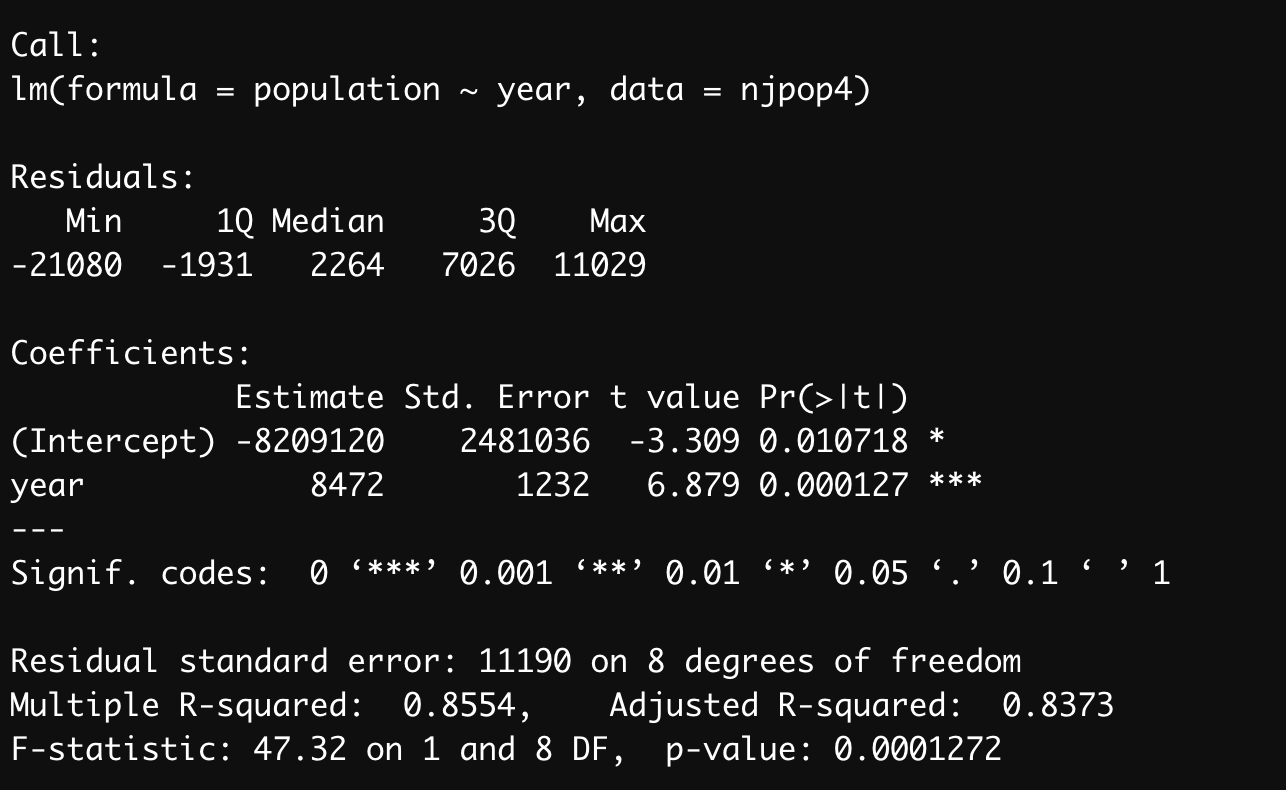 Call:
lm(formula = population ~ year, data = njpop4)
Residuals:
   Min     1Q Median     3Q    Max
-21080  -1931   2264   7026  11029
Coefficients:
            Estimate Std. Error t value Pr(>|t|)
(Intercept) -8209120    2481036  -3.309 0.010718 *
year            8472       1232   6.879 0.000127 ***
---
Signif. codes:  0 ‘***’ 0.001 ‘**’ 0.01 ‘*’ 0.05 ‘.’ 0.1 ‘ ’ 1
Residual standard error: 11190 on 8 degrees of freedom
Multiple R-squared:  0.8554,    Adjusted R-squared:  0.8373
F-statistic: 47.32 on 1 and 8 DF,  p-value: 0.0001272